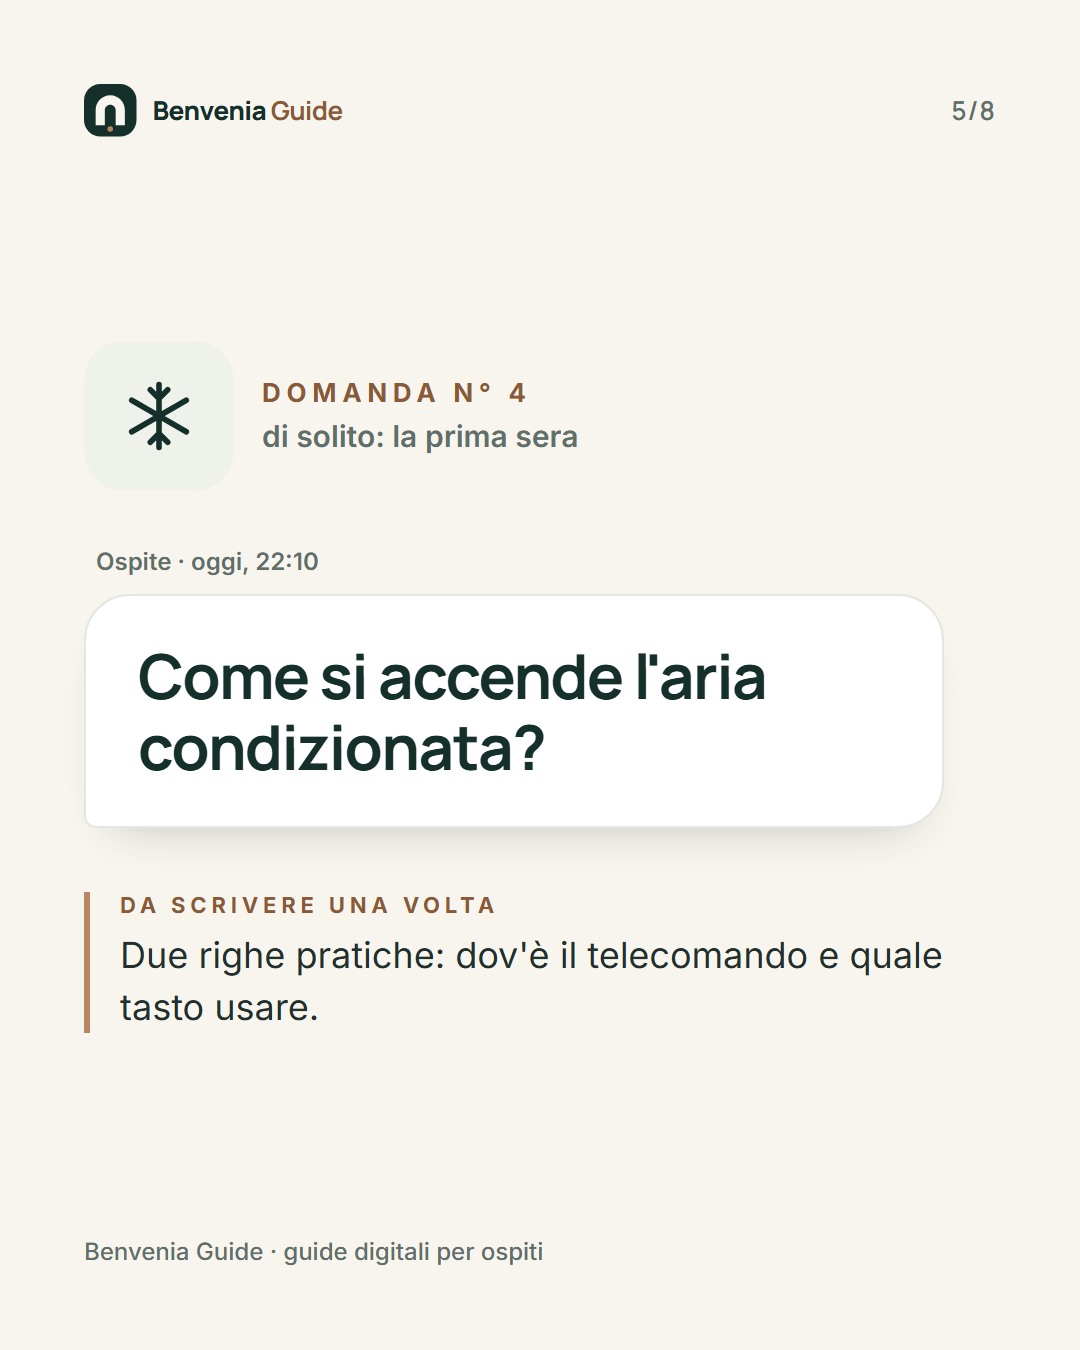 Benvenia Guide
5/8
DOMANDA N° 4
di solito: la prima sera
Ospite · oggi, 22:10
Come si accende l'aria
condizionata?
DA SCRIVERE UNA VOLTA
Due righe pratiche: dov'è il telecomando e quale
tasto usare.
Benvenia Guide · guide digitali per ospiti